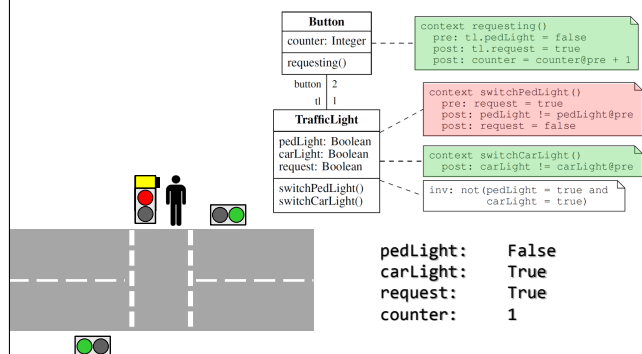 Button
counter: Integer
requesting()
button 2
tl 1
TrafficLight
pedLight: Boolean
carLight: Boolean
request: Boolean
switchPedLight()
switchCarLight()
context requesting()
pre: tl.pedLight = false
post: tl.request = true
post: counter = counter@pre + 1
context switchPedLight()
pre: request = true
post: pedLight != pedLight@pre
post: request = false
context switchCarLight()
post: carLight != carLight@pre
inv: not(pedLight = true and
carLight = true)
pedLight: False
carLight: True
request: True
counter: 1